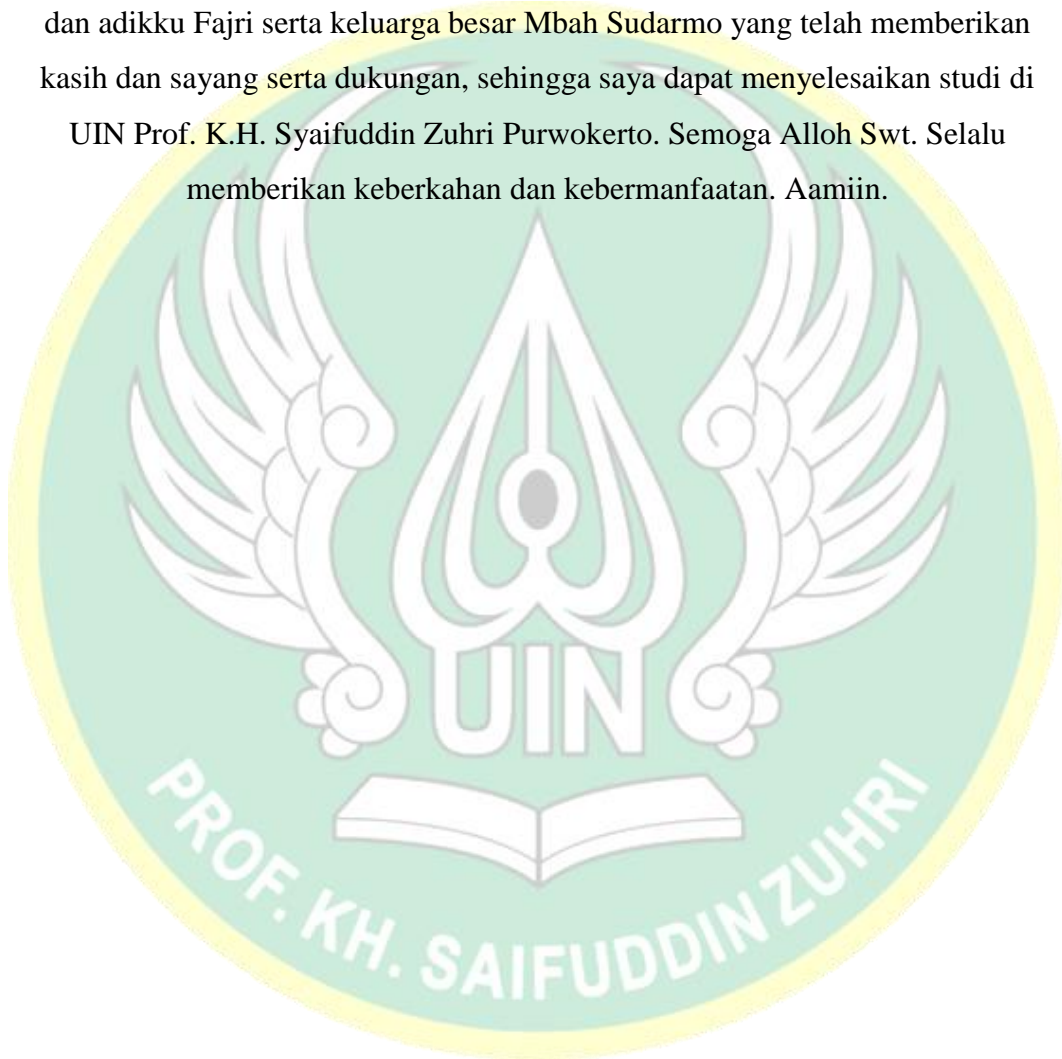 dan adikku Fajri serta keluarga besar Mbah Sudarmo yang telah memberikan
kasih dan sayang serta dukungan, sehingga saya dapat menyelesaikan studi di
UIN Prof. K.H. Syaifuddin Zuhri Purwokerto. Semoga Alloh Swt. Selalu
memberikan keberkahan dan kebermanfaatan. Aamiin.
UIN
PROF. KH. SAIFUDDIN ZUHRI